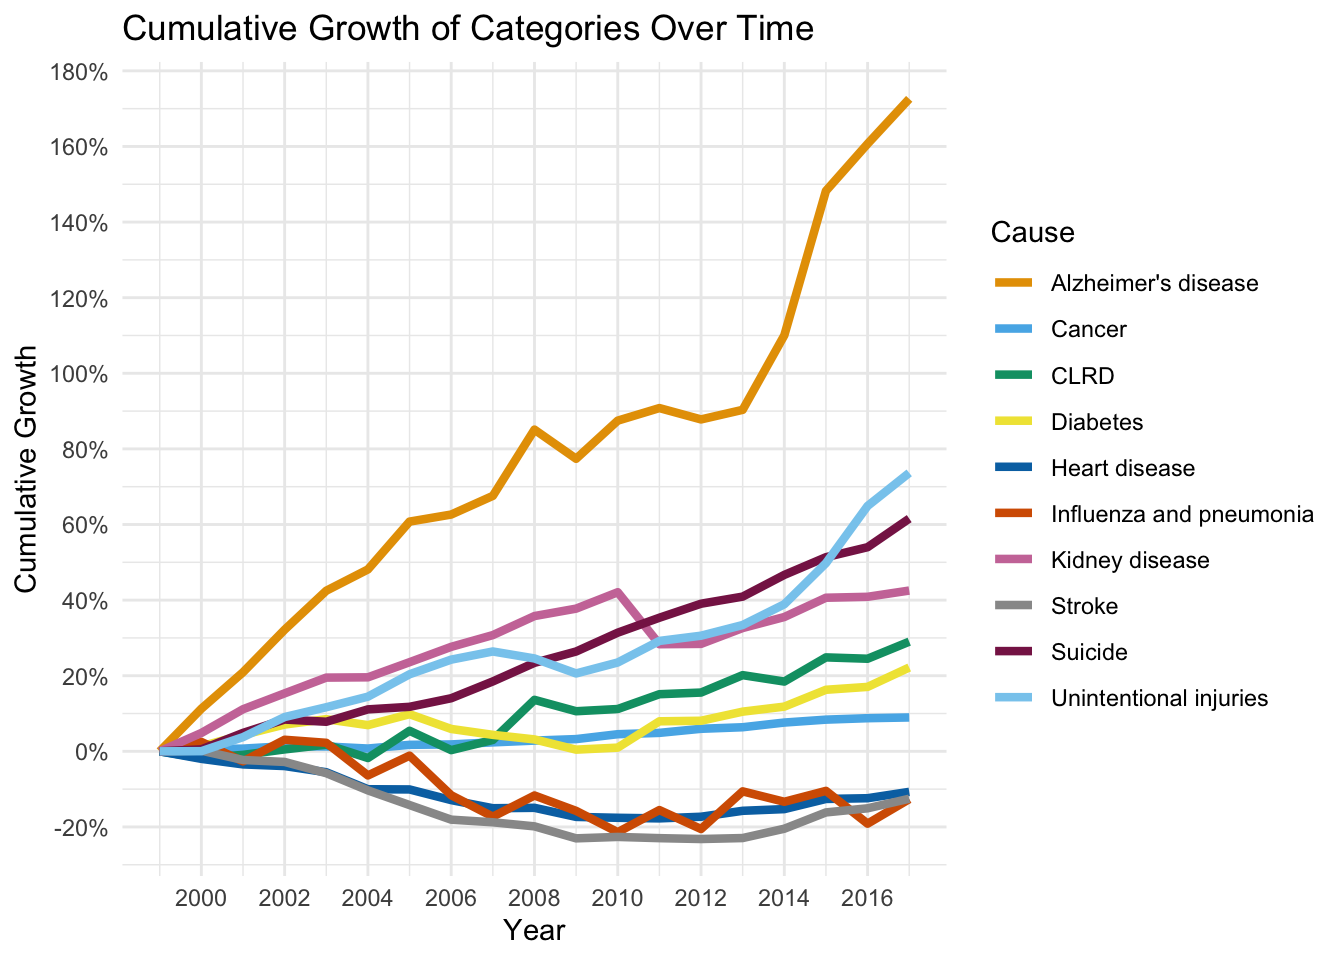 Cumulative Growth of Categories Over Time
180%
160%
140%
120%
100%
80%
60%
40%
20%
0%
-20%
Cumulative Growth
2000 2002 2004 2006 2008 2010 2012 2014 2016
Year
Cause
Alzheimer's disease
Cancer
CLRD
Diabetes
Heart disease
Influenza and pneumonia
Kidney disease
Stroke
Suicide
Unintentional injuries